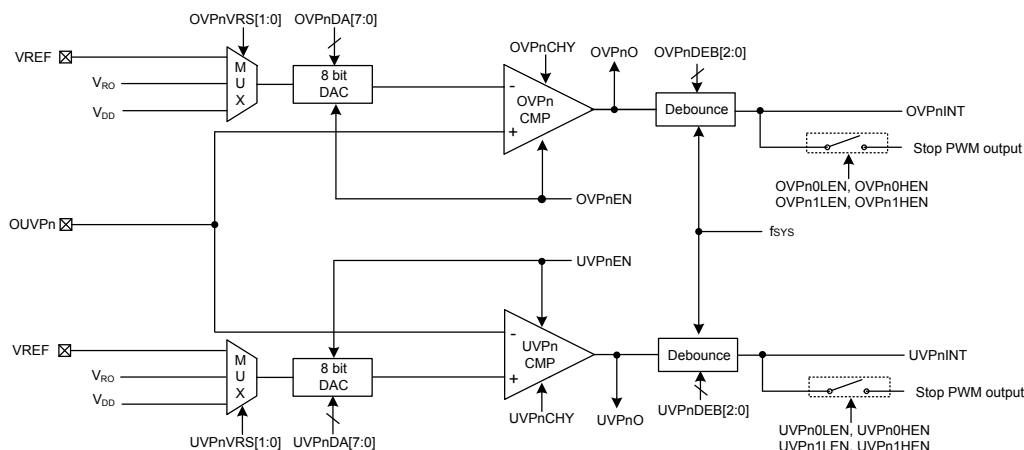 OVPnVRS[1:0]
OVPnDA[7:0]
VREF
VRO
VDD
M
U
X
8 bit
DAC
OVPnCHY
OVPnO
OVPnDEB[2:0]
-
OVPn
CMP
+
Debounce
OVPnINT
Stop PWM output
OVPn0LEN, OVPn0HEN
OVPn1LEN, OVPn1HEN
OVPnEN
OUVPn
fSYS
UVPnEN
VREF
VRO
VDD
M
U
X
8 bit
DAC
-
UVPn
CMP
+
Debounce
UVPnINT
Stop PWM output
UVPnVRS[1:0]
UVPnDA[7:0]
UVPnCHY
UVPnO
UVPnDEB[2:0]
UVPn0LEN, UVPn0HEN
UVPn1LEN, UVPn1HEN